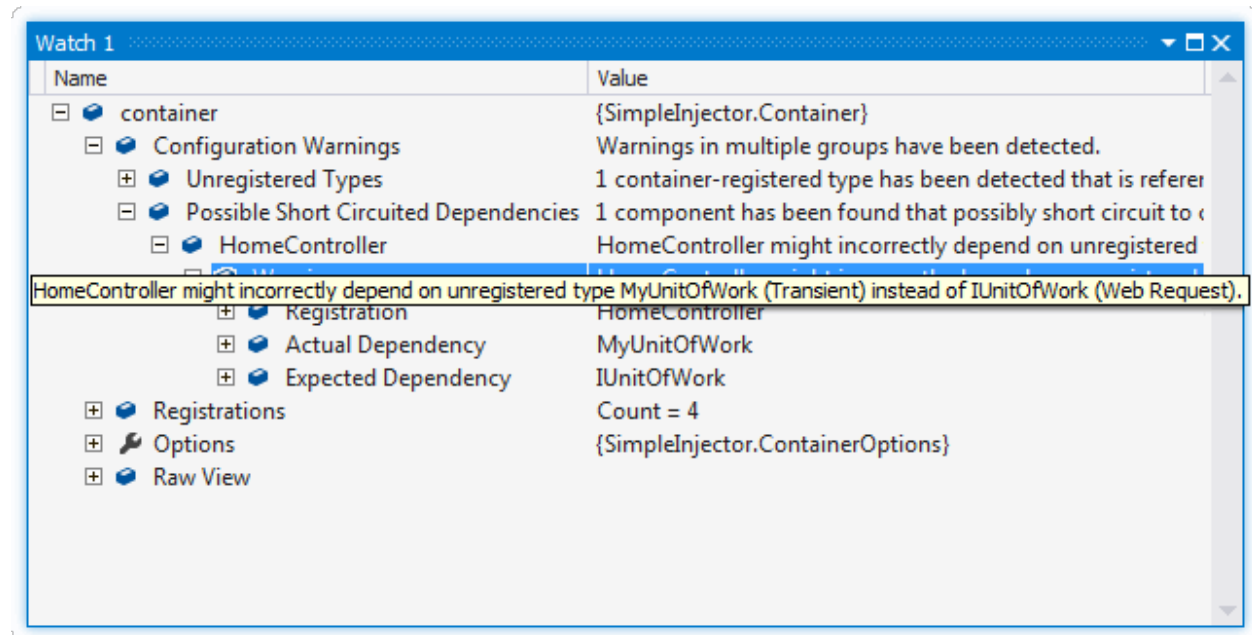 Watch 1
Name Value
container {SimpleInjector.Container}
Configuration Warnings Warnings in multiple groups have been detected.
Unregistered Types 1 container-registered type has been detected that is
Possible Short Circuited Dependencies 1 component has been found that possibly short circuit to
HomeController HomeController might incorrectly depend on unregistered
HomeController might incorrectly depend on unregistered type MyUnitOfWork (Transient) instead of IUnitOfWork (Web Request).
Registration HomeController
Actual Dependency MyUnitOfWork
Expected Dependency IUnitOfWork
Registrations Count = 4
Options {SimpleInjector.ContainerOptions}
Raw View